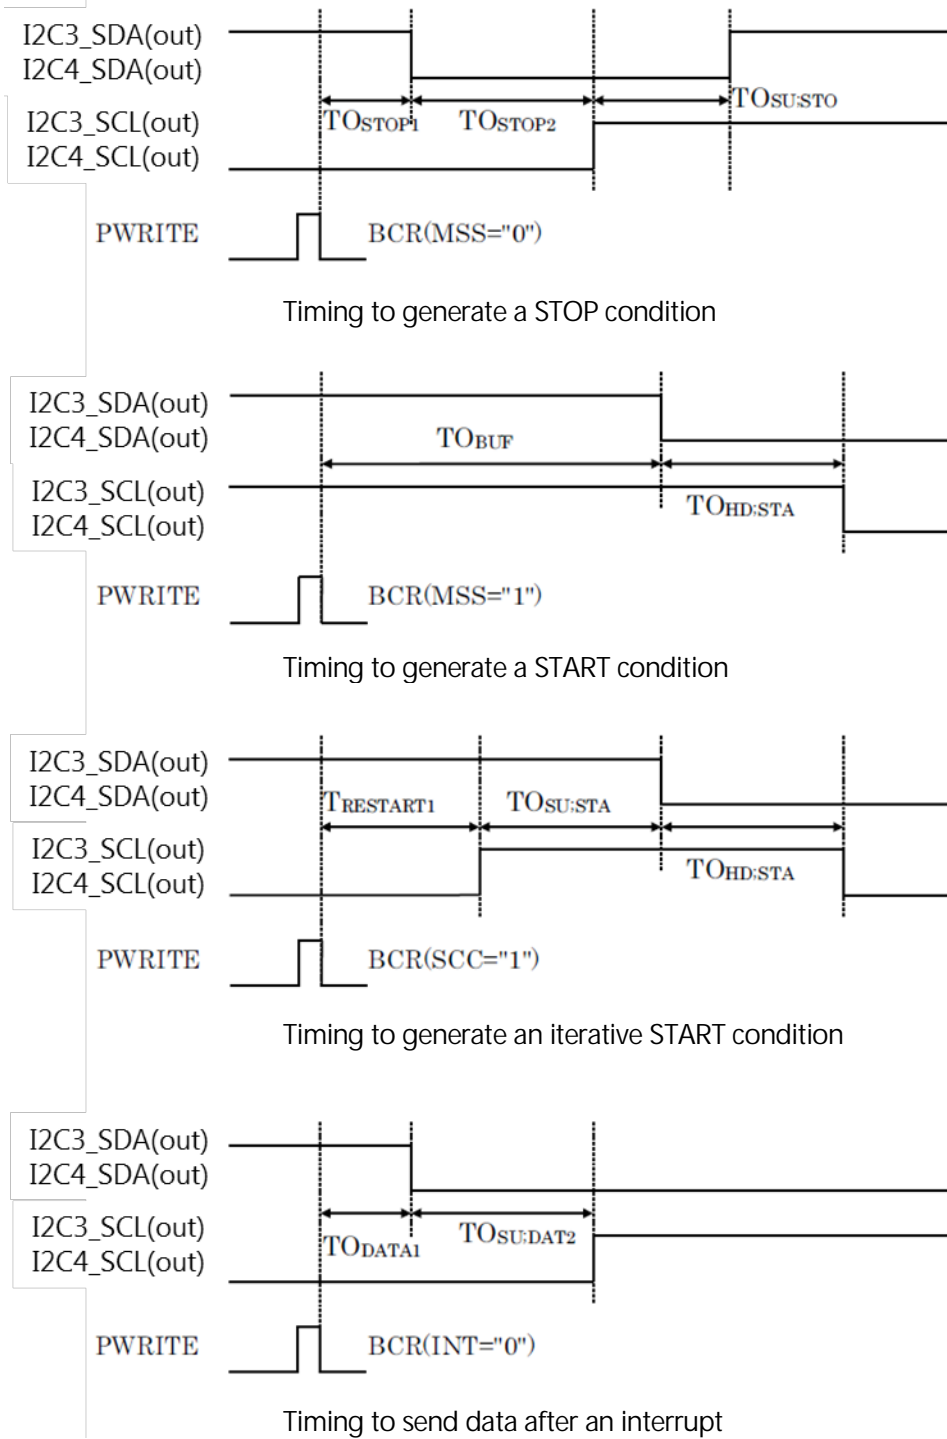 I2C3_SDA(out)
I2C4_SDA(out)
TOSU;STO
I2C3_SCL(out)
TOSTOP1 TOSTOP2
I2C4_SCL(out)
PWRITE BCR(MSS="0")
Timing to generate a STOP condition
I2C3_SDA(out)
I2C4_SDA(out)
TOBUF
I2C3_SCL(out)
TOHD;STA
I2C4_SCL(out)
PWRITE BCR(MSS="1")
Timing to generate a START condition
I2C3_SDA(out)
I2C4_SDA(out)
TRESTART1 TOSU;STA
I2C3_SCL(out)
TOHD;STA
I2C4_SCL(out)
PWRITE BCR(SCC="1")
Timing to generate an iterative START condition
I2C3_SDA(out)
I2C4_SDA(out)
I2C3_SCL(out)
TODATA1 TOSU;DAT2
I2C4_SCL(out)
PWRITE BCR(INT="0")
Timing to send data after an interrupt